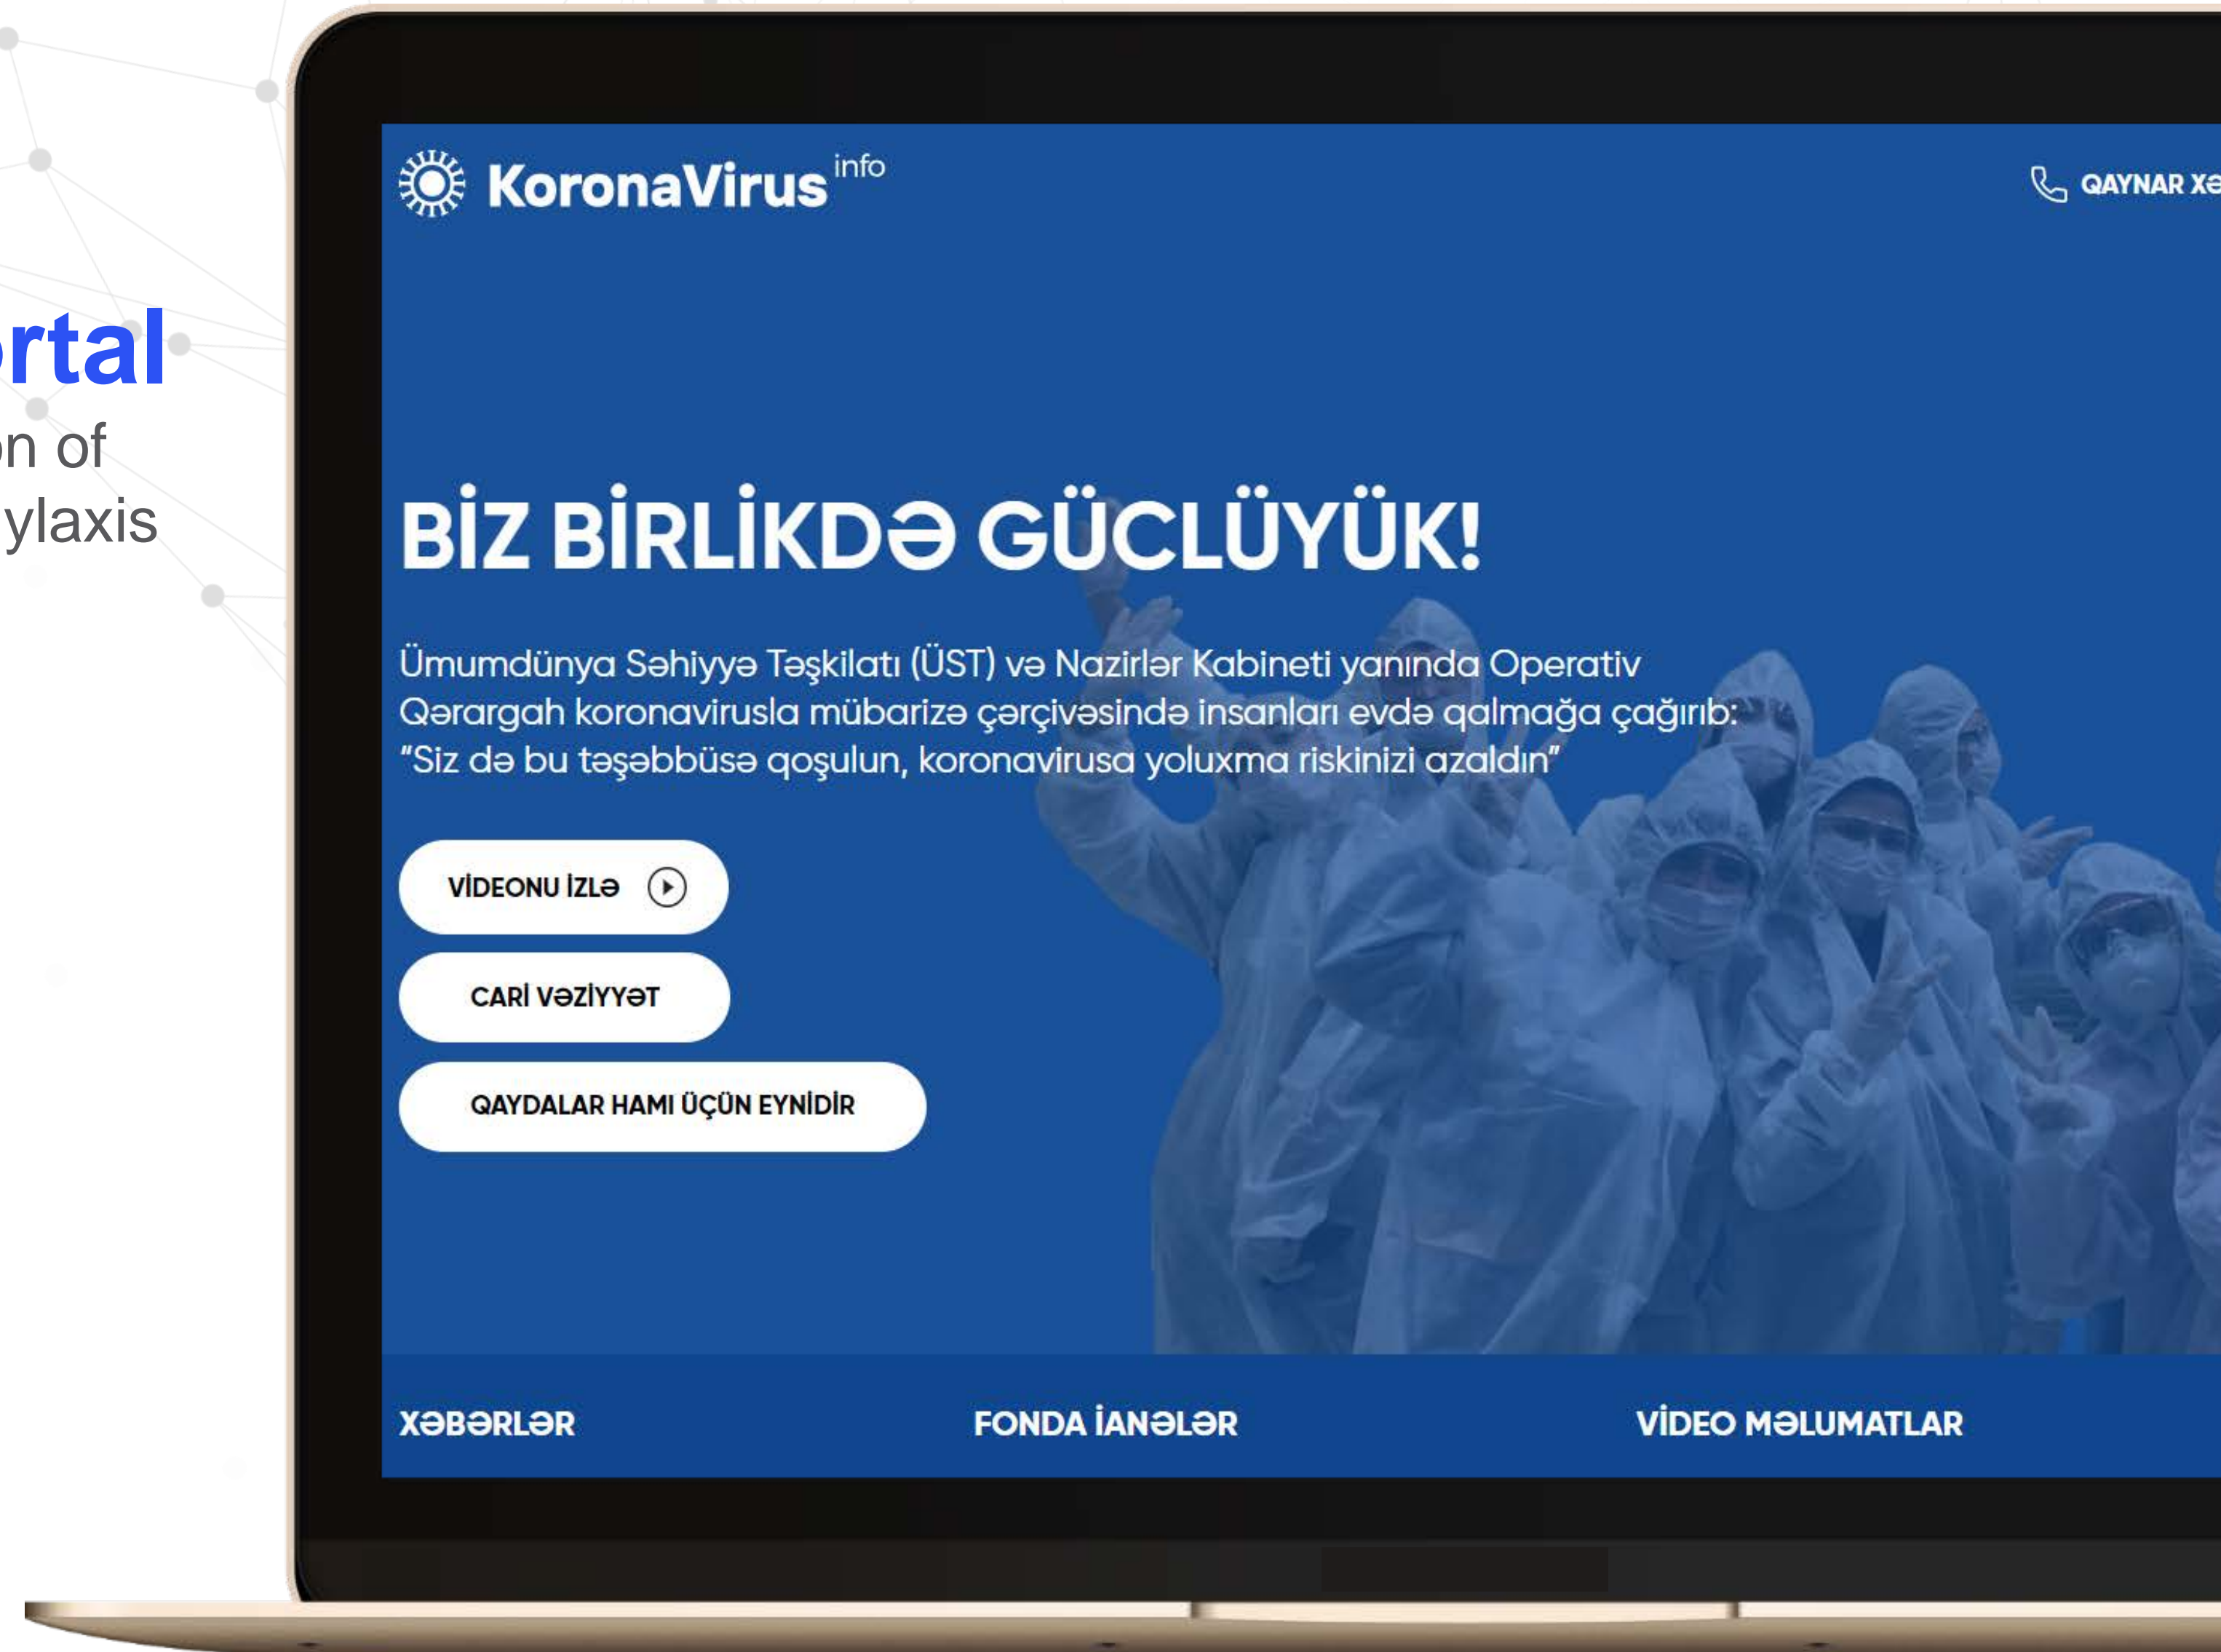 rtal
on of
ylaxis
KoronaVirus info
QAYNAR
BİZ BİRLİKDƏ GÜCLÜYÜK!
Ümumdünya Səhiyyə Təşkilatı (ÜST) və Nazirlər Kabineti yanında Operativ
Qərargah koronavirusla mübarizə çərçivəsində insanları evdə qalmağa çağırıb:
"Siz də bu təşəbbüsə qoşulun, koronavirusa yoluxma riskinizi azaldın"
VİDEONU İZLƏ
CARİ VƏZİYYƏT
QAYDALAR HAMI ÜÇÜN EYNİDİR
XƏBƏRLƏR
FONDA İANƏLƏR
VİDEO MƏLUMATLAR